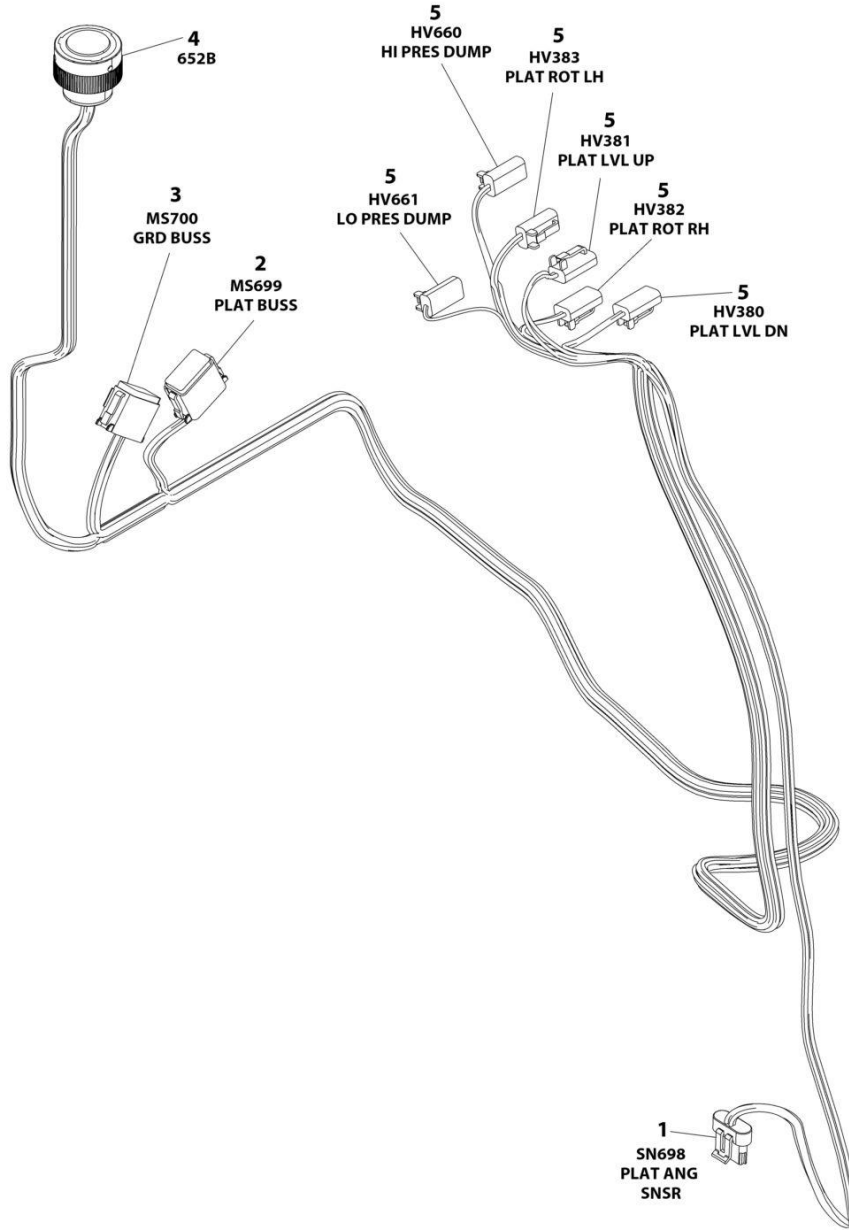 5
HV660
HI PRES DUMP
5
HV383
PLAT ROT LH
4
652B
5
HV381
PLAT LVL UP
5
HV661
LO PRES DUMP
5
HV382
PLAT ROT RH
3
MS700
GRD BUSS
2
MS699
PLAT BUSS
5
HV380
PLAT LVL DN
1
SN698
PLAT ANG
SNSR